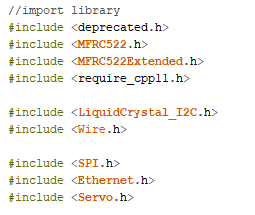 //import library
#include <deprecated.h>
#include <MFRC522.h>
#include <MFRC522Extended.h>
#include <require_cpp11.h>
#include <LiquidCrystal_I2C.h>
#include <Wire.h>
#include <SPI.h>
#include <Ethernet.h>
#include <Servo.h>